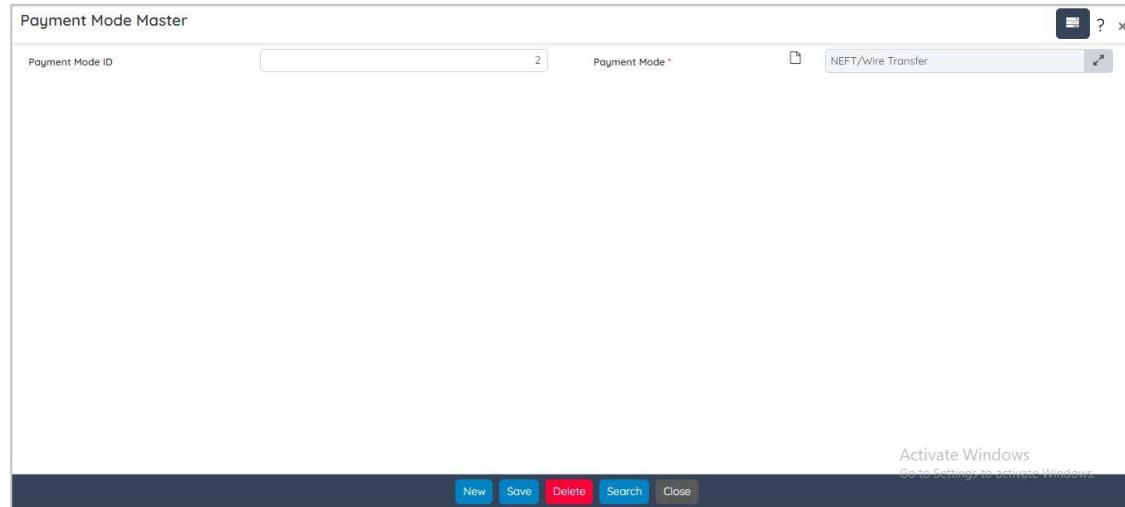 Payment Mode Master
? ×
Payment Mode ID 2 Payment Mode * NEFT/Wire Transfer
Activate Windows
Go to Settings to activate Windows.
New Save Delete Search Close